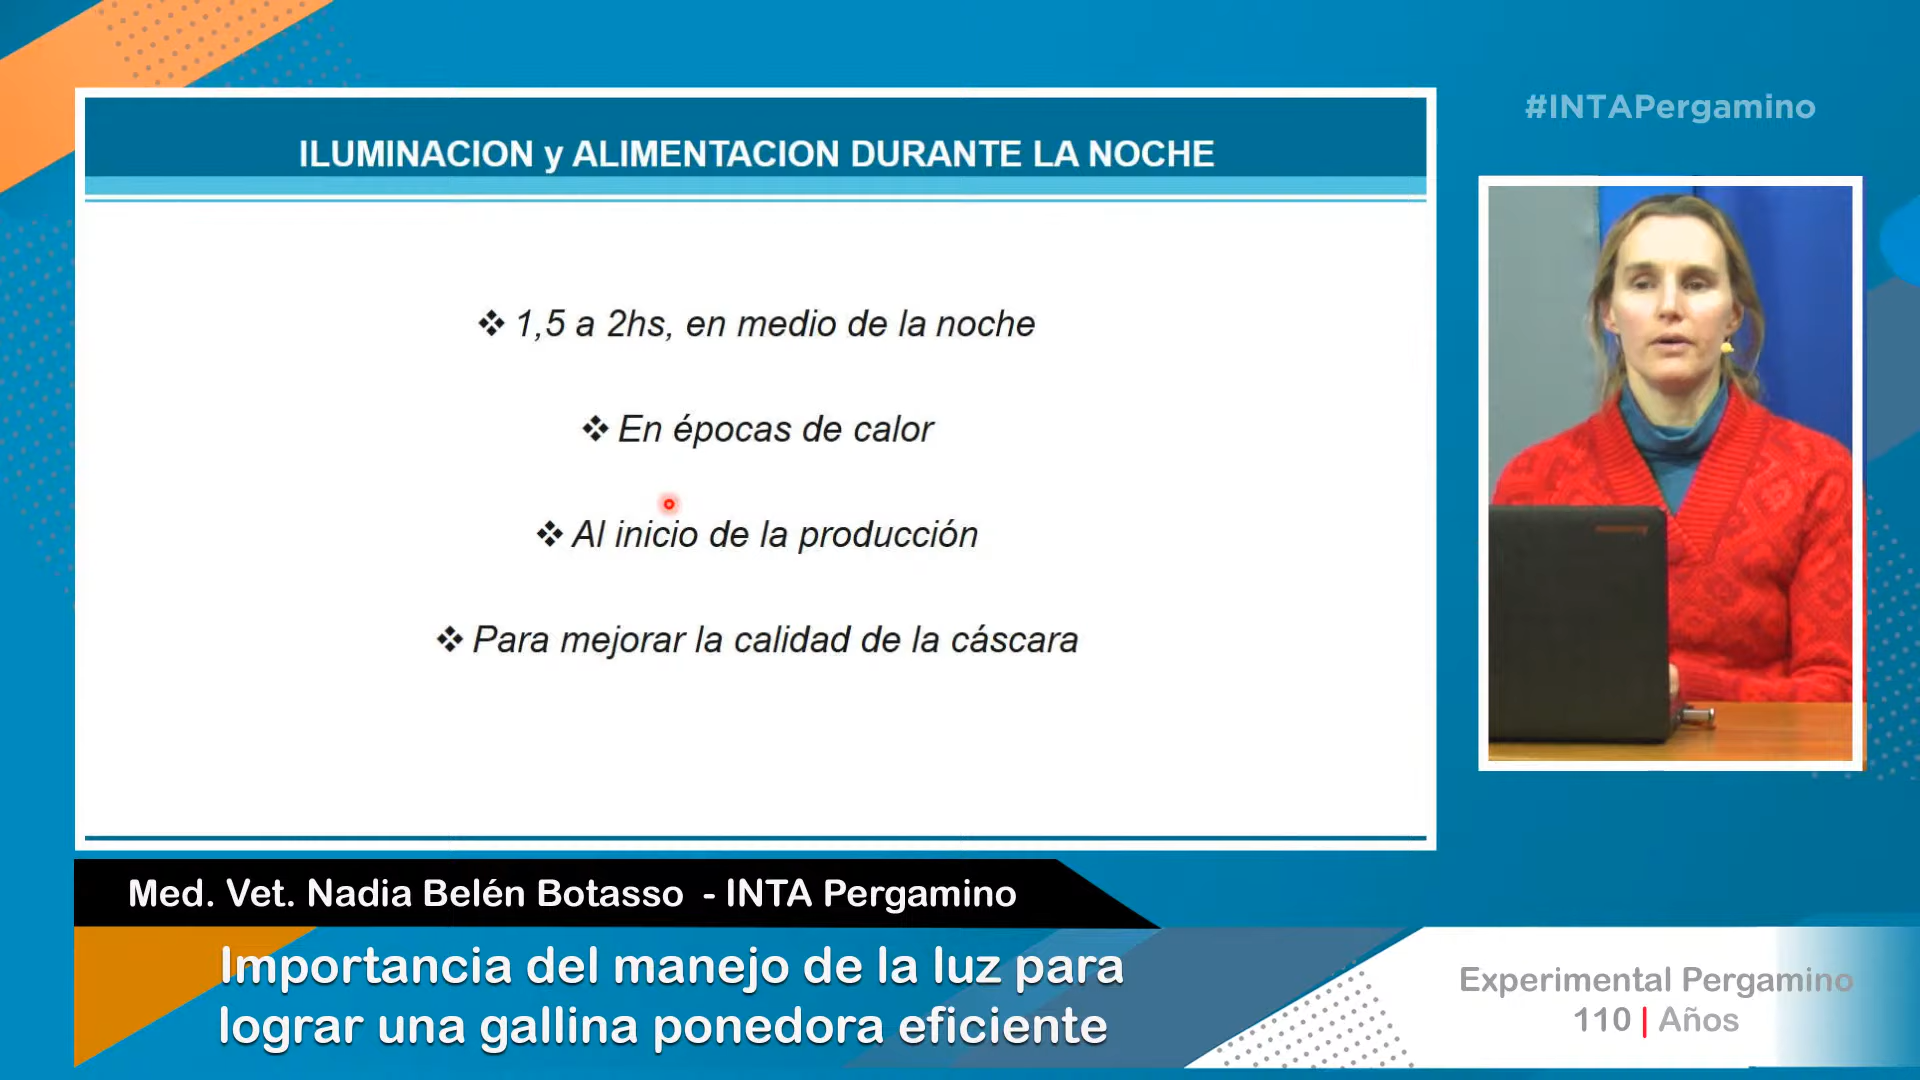 #INTAPergamino
ILUMINACION y ALIMENTACION DURANTE LA NOCHE
❖ 1,5 a 2hs, en medio de la noche
❖ En épocas de calor
❖ Al inicio de la producción
❖ Para mejorar la calidad de la cáscara
Med. Vet. Nadia Belén Botasso - INTA Pergamino
Importancia del manejo de la luz para
lograr una gallina ponedora eficiente
Experimental Pergamino
110 | Años